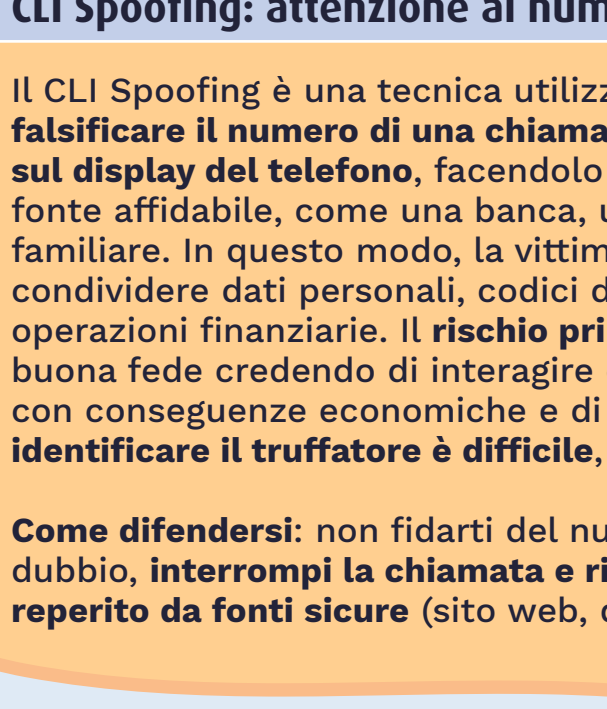 CLI Spoofing: attenzione ai num
Il CLI Spoofing è una tecnica utilizz
falsificare il numero di una chiama
sul display del telefono, facendolo
fonte affidabile, come una banca, u
familiare. In questo modo, la vittim
condividere dati personali, codici d
operazioni finanziarie. Il rischio pri
buona fede credendo di interagire
con conseguenze economiche e di
identificare il truffatore è difficile,
Come difendersi: non fidarti del nu
dubbio, interrompi la chiamata e ri
reperito da fonti sicure (sito web,